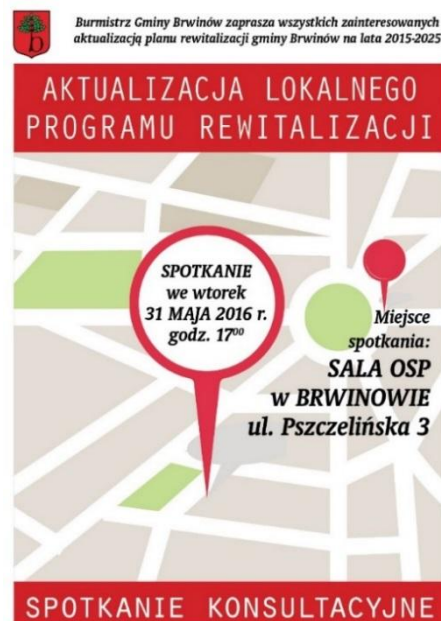 Burmistrz Gminy Brwinów zaprasza wszystkich zainteresowanych
aktualizacją planu rewitalizacji gminy Brwinów na lata 2015-2025
AKTUALIZACJA LOKALNEGO
PROGRAMU REWITALIZACJI
SPOTKANIE
we wtorek
31 MAJA 2016 r.
godz. 17⁰⁰
Miejsce
spotkania:
SALA OSP
w BRWINOWIE
ul. Pszczelińska 3
SPOTKANIE KONSULTACYJNE